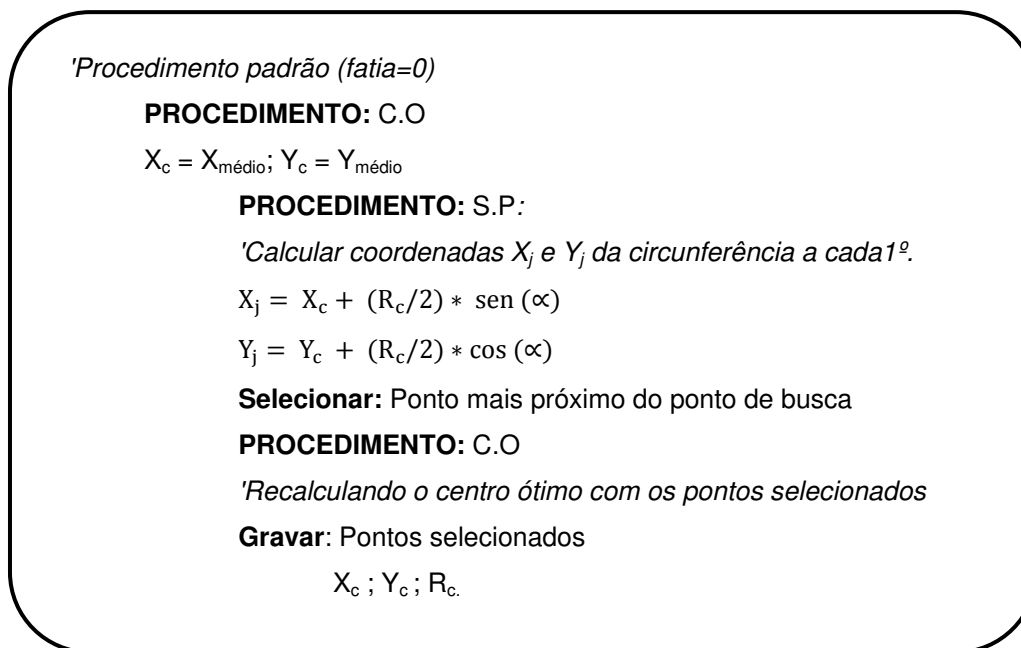 'Procedimento padrão (fatia=0)
PROCEDIMENTO: C.O
Xc = Xmédio; Yc = Ymédio
PROCEDIMENTO: S.P:
'Calcular coordenadas Xj e Yj da circunferência a cada1º.
Xj = Xc + (Rc/2) ∗ sen (∝)
Yj = Yc + (Rc/2) ∗ cos (∝)
Selecionar: Ponto mais próximo do ponto de busca
PROCEDIMENTO: C.O
'Recalculando o centro ótimo com os pontos selecionados
Gravar: Pontos selecionados
Xc ; Yc ; Rc.